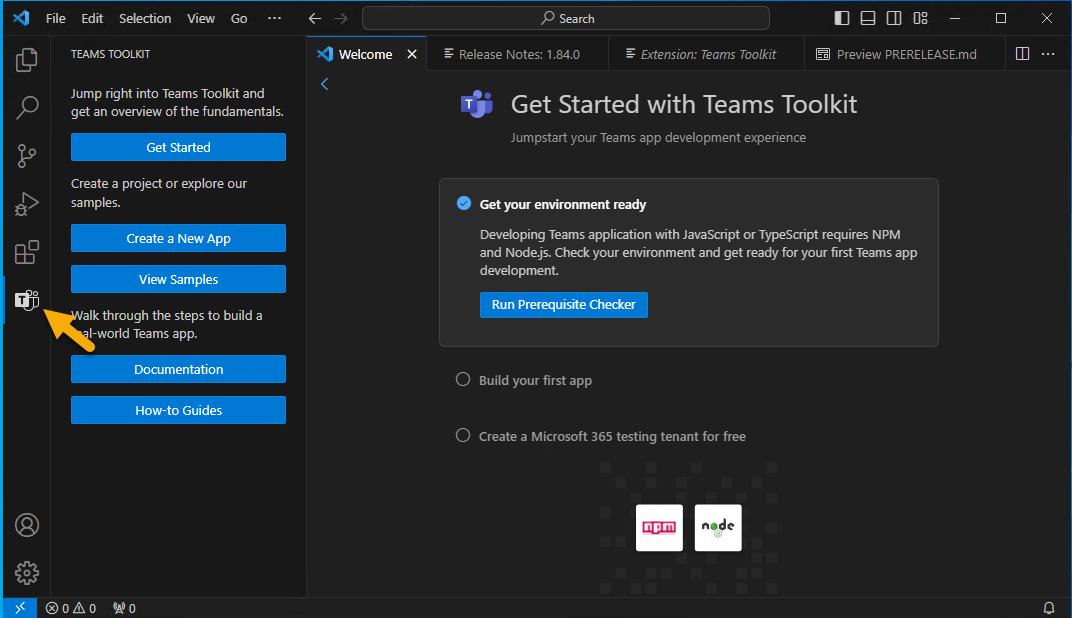 File Edit Selection View Go ··· Search
TEAMS TOOLKIT
Welcome Release Notes: 1.84.0 Extension: Teams Toolkit Preview PRERELEASE.md
Jump right into Teams Toolkit and
get an overview of the fundamentals.
Get Started
Create a project or explore our
samples.
Create a New App
View Samples
Walk through the steps to build a
real-world Teams app.
Documentation
How-to Guides
T
Get Started with Teams Toolkit
Jumpstart your Teams app development experience
Get your environment ready
Developing Teams application with JavaScript or TypeScript requires NPM
and Node.js. Check your environment and get ready for your first Teams app
development.
Run Prerequisite Checker
Build your first app
Create a Microsoft 365 testing tenant for free
npm node
T
0 0 0